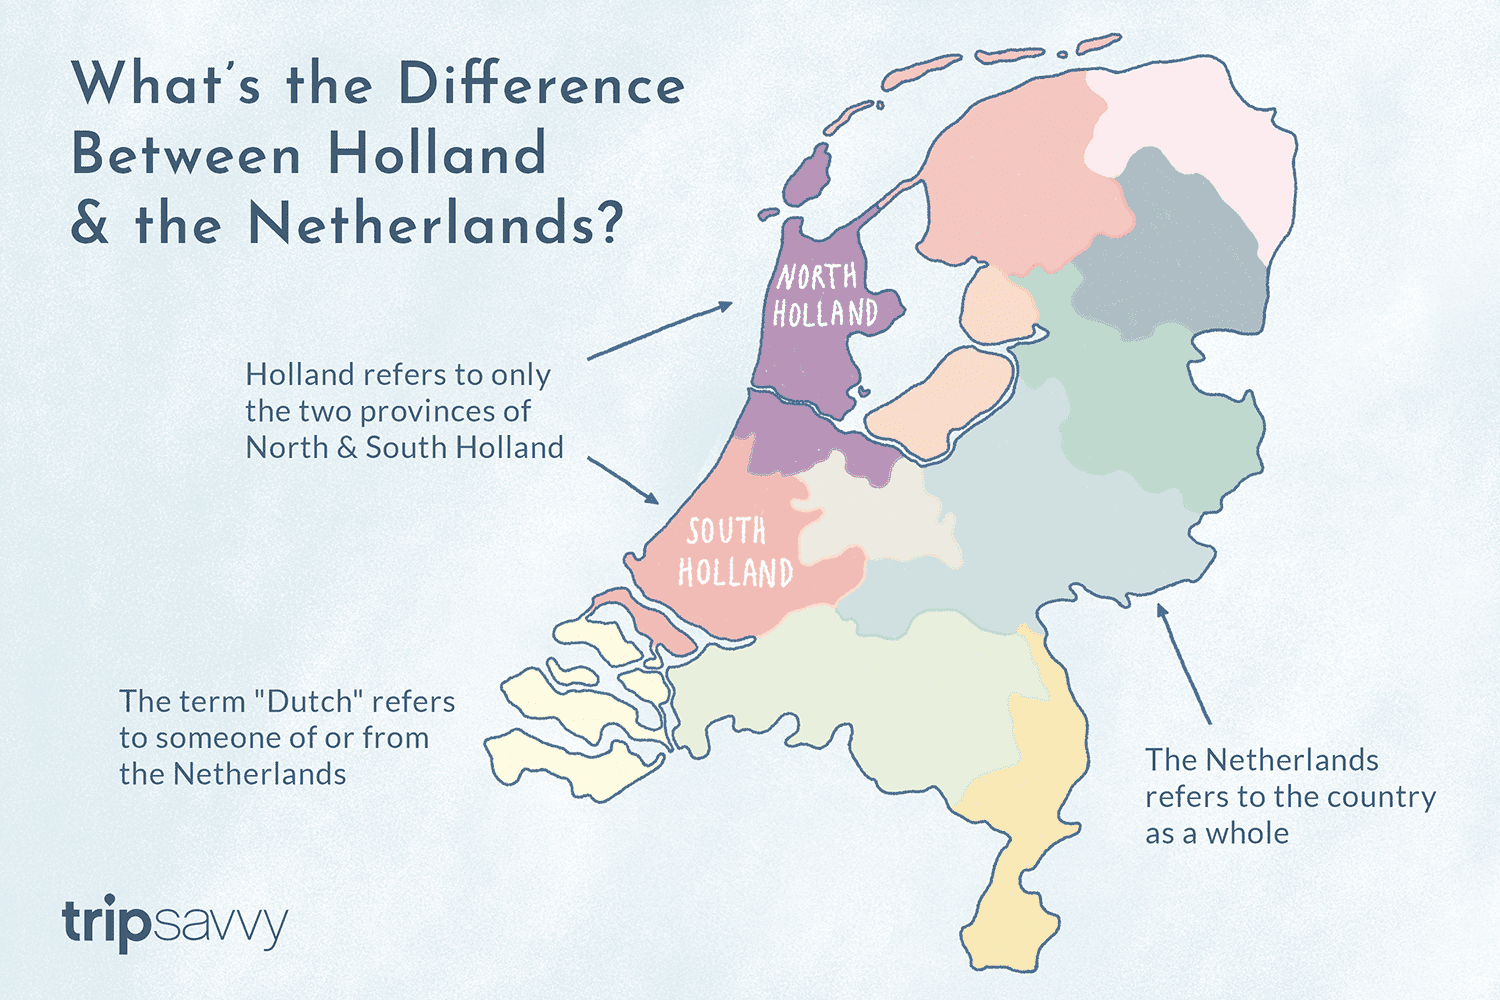 What's the Difference
Between Holland
& the Netherlands?
NORTH
HOLLAND
Holland refers to only
the two provinces of
North & South Holland
SOUTH
HOLLAND
The term "Dutch" refers
to someone of or from
the Netherlands
The Netherlands
refers to the country
as a whole
tripsavvy